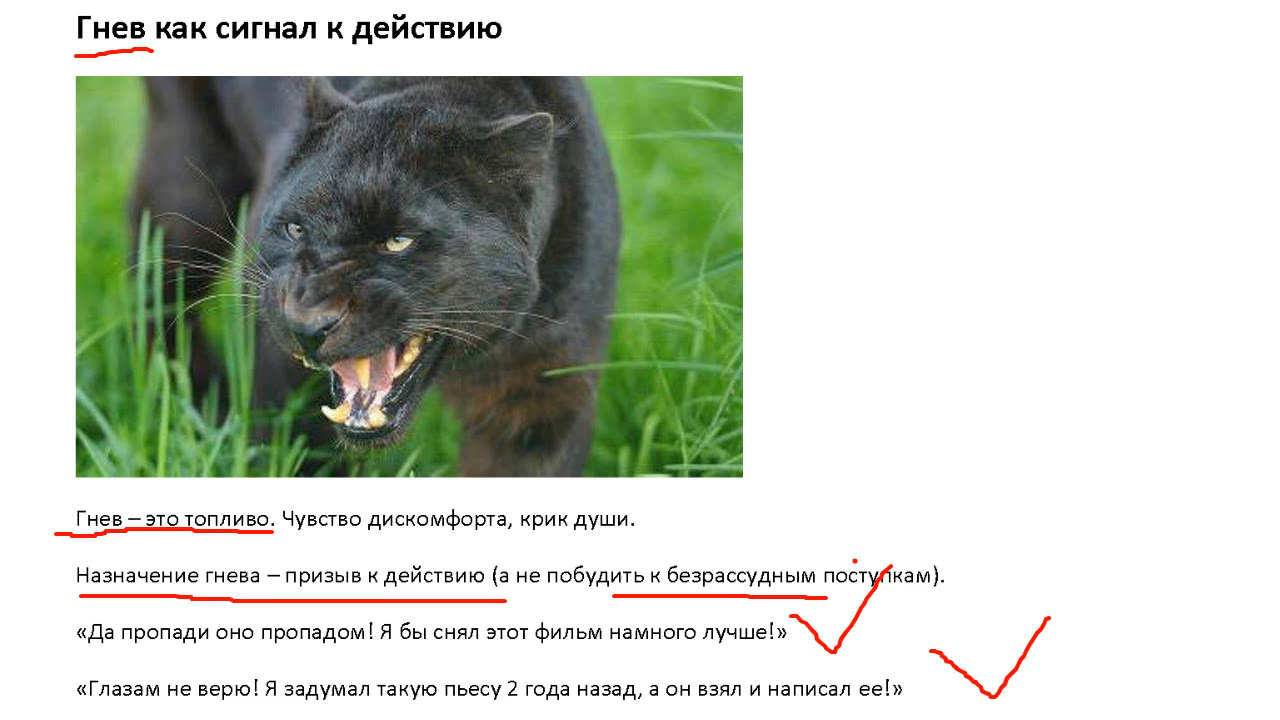 Гнев как сигнал к действию
Гнев – это топливо. Чувство дискомфорта, крик души.
Назначение гнева – призыв к действию (а не побудить к безрассудным поступкам).
«Да пропади оно пропадом! Я бы снял этот фильм намного лучше!»
«Глазам не верю! Я задумал такую пьесу 2 года назад, а он взял и написал ее!»